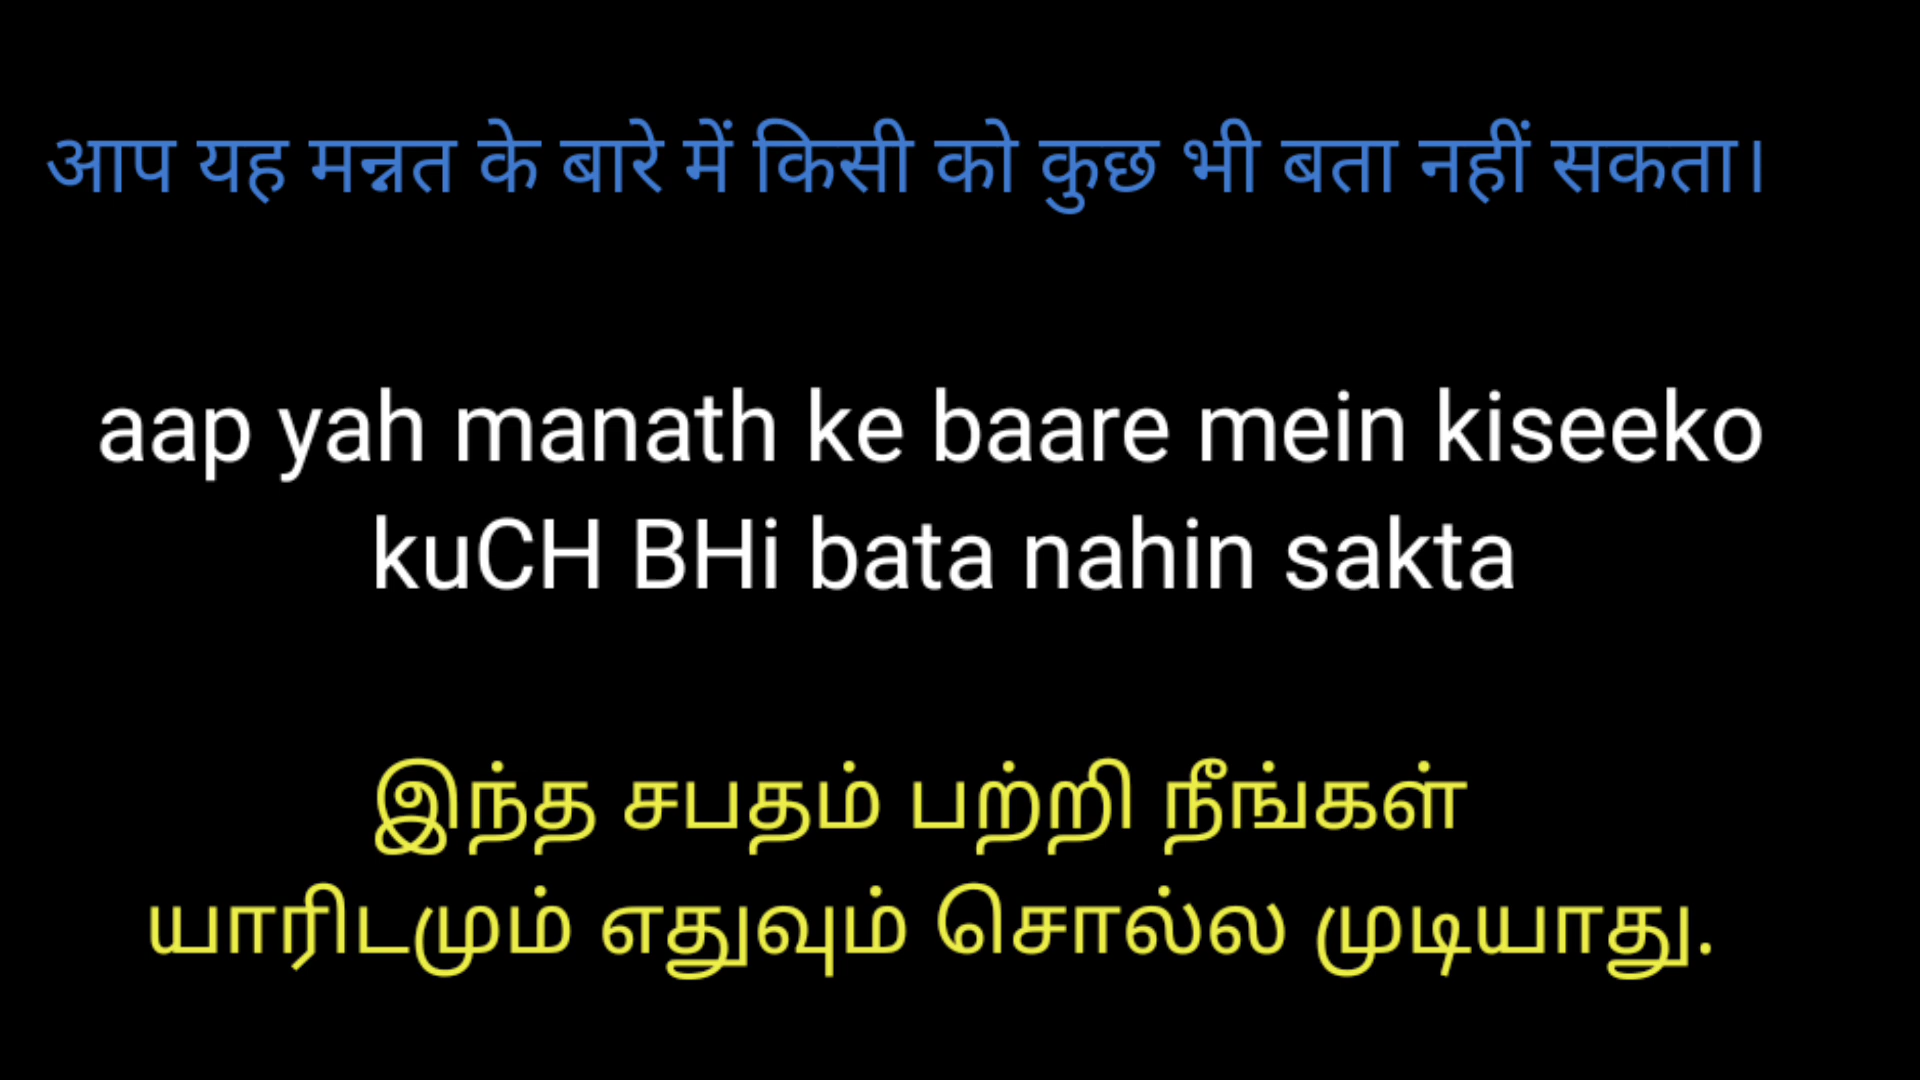 आप यह मन्नत के बारे में किसी को कुछ भी बता नहीं सकता।
aap yah manath ke baare mein kiseeko
kuCH BHi bata nahin sakta
இந்த சபதம் பற்றி நீங்கள்
யாரிடமும் எதுவும் சொல்ல முடியாது.